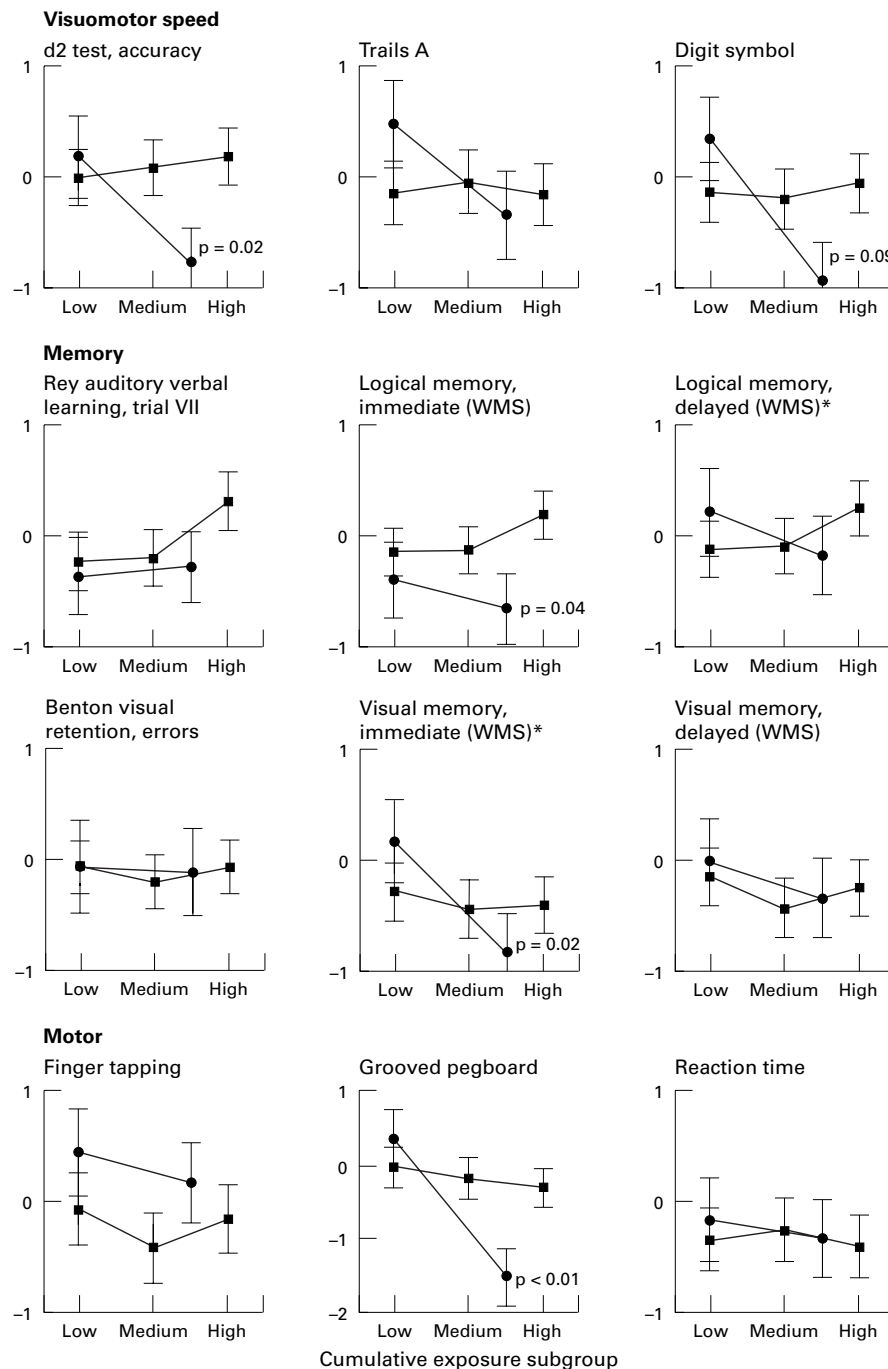 Visuomotor speed
d2 test, accuracy
Trails A
Digit symbol
1
0
–1
p = 0.02
Low Medium High
1
0
–1
Low Medium High
1
0
–1
p = 0.09
Low Medium High
Memory
Rey auditory verbal
learning, trial VII
Logical memory,
immediate (WMS)
Logical memory,
delayed (WMS)*
1
0
–1
Low Medium High
1
0
–1
p = 0.04
Low Medium High
1
0
–1
Low Medium High
Benton visual
retention, errors
Visual memory,
immediate (WMS)*
Visual memory,
delayed (WMS)
1
0
–1
Low Medium High
1
0
–1
p = 0.02
Low Medium High
1
0
–1
Low Medium High
Motor
Finger tapping
Grooved pegboard
Reaction time
1
0
–1
Low Medium High
1
0
–1
–2
p < 0.01
Low Medium High
1
0
–1
Low Medium High
Cumulative exposure subgroup